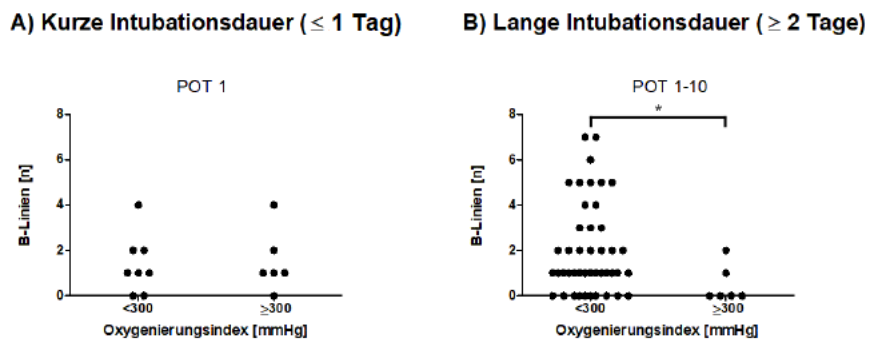 A) Kurze Intubationsdauer ( ≤ 1 Tag)
POT 1
B-Linien [n]
8
6
4
2
0
<300
≥300
Oxygenierungsindex [mmHg]
B) Lange Intubationsdauer ( ≥ 2 Tage)
POT 1-10
*
B-Linien [n]
8
6
4
2
0
<300
≥300
Oxygenierungsindex [mmHg]